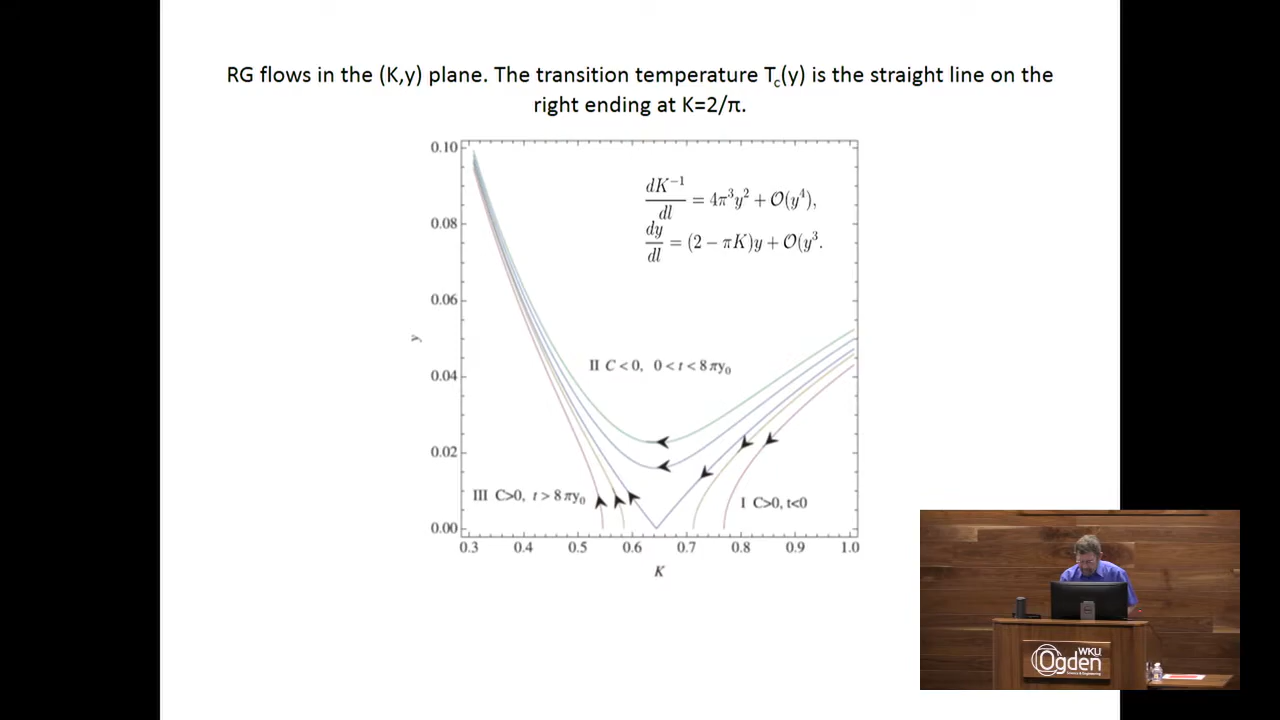 RG flows in the (K,y) plane. The transition temperature Tc(y) is the straight line on the
right ending at K=2/π.
0.10
0.08
0.06
0.04
0.02
0.00
y
dK⁻¹/dl = 4π³y² + O(y⁴),
dy/dl = (2 − πK)y + O(y³.
II C<0, 0<t<8πy₀
III C>0, t>8πy₀
I C>0, t<0
0.3 0.4 0.5 0.6 0.7 0.8 0.9 1.0
K
WKU
Ogden